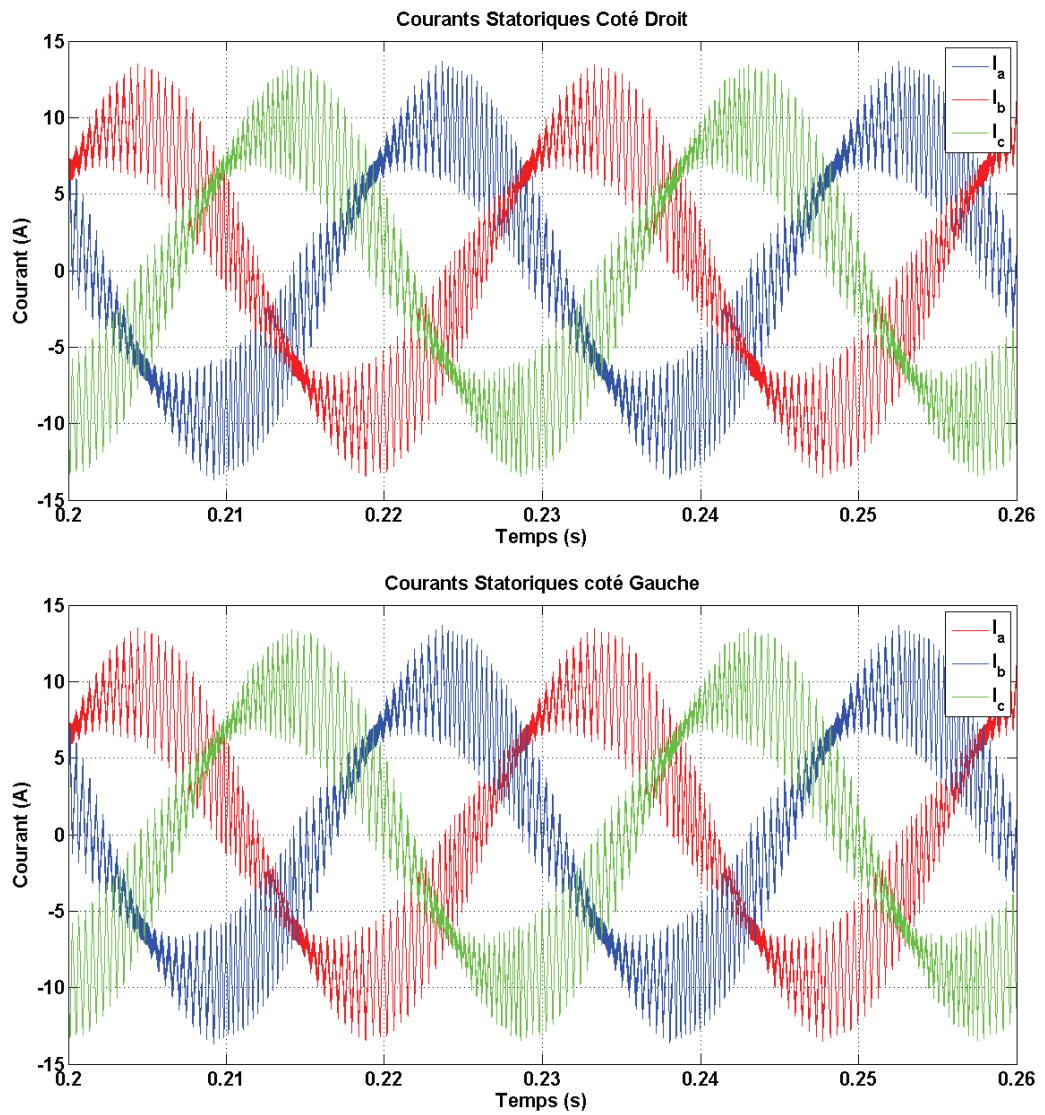 Courants Statoriques Coté Droit
15
10
5
0
-5
-10
-15
Courant (A)
I_a
I_b
I_c
0.2 0.21 0.22 0.23 0.24 0.25 0.26
Temps (s)
Courants Statoriques coté Gauche
15
10
5
0
-5
-10
-15
Courant (A)
I_a
I_b
I_c
0.2 0.21 0.22 0.23 0.24 0.25 0.26
Temps (s)